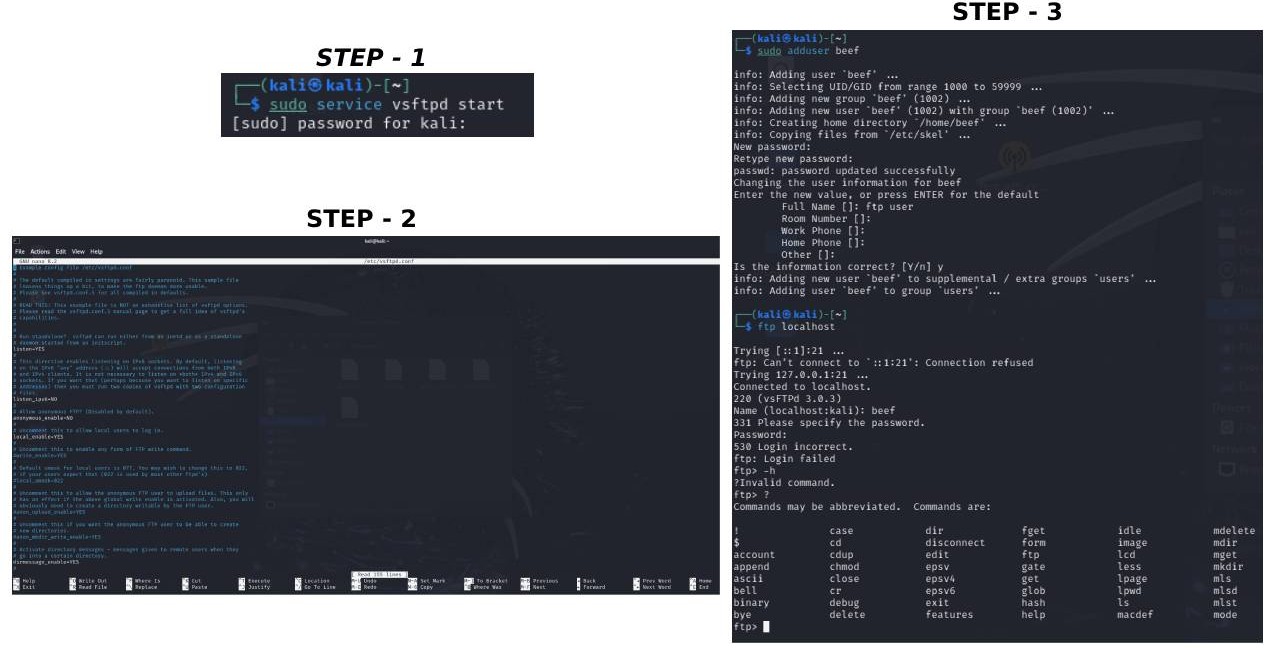 STEP - 1
┌──(kali㉿kali)-[~]
└─$ sudo service vsftpd start
[sudo] password for kali:
STEP - 2
kali@kali: ~
File Actions Edit View Help
GNU nano 8.2 /etc/vsftpd.conf
# Example config file /etc/vsftpd.conf
#
# The default compiled in settings are fairly paranoid. This sample file
# loosens things up a bit, to make the ftp daemon more usable.
# Please see vsftpd.conf.5 for all compiled in defaults.
#
# READ THIS: This example file is NOT an exhaustive list of vsftpd options.
# Please read the vsftpd.conf.5 manual page to get a full idea of vsftpd's
# capabilities.
#
#
# Run standalone? vsftpd can run either from an inetd or as a standalone
# daemon started from an initscript.
listen=YES
#
# This directive enables listening on IPv6 sockets. By default, listening
# on the IPv6 "any" address (::) will accept connections from both IPv6
# and IPv4 clients. It is not necessary to listen on *both* IPv4 and IPv6
# sockets. If you want that (perhaps because you want to listen on specific
# addresses) then you must run two copies of vsftpd with two configuration
# files.
listen_ipv6=NO
#
# Allow anonymous FTP? (Disabled by default).
anonymous_enable=NO
#
# Uncomment this to allow local users to log in.
local_enable=YES
#
# Uncomment this to enable any form of FTP write command.
#write_enable=YES
#
# Default umask for local users is 077. You may wish to change this to 022,
# if your users expect that (022 is used by most other ftpd's)
#local_umask=022
#
# Uncomment this to allow the anonymous FTP user to upload files. This only
# has an effect if the above global write enable is activated. Also, you will
# obviously need to create a directory writable by the FTP user.
#anon_upload_enable=YES
#
# Uncomment this if you want the anonymous FTP user to be able to create
# new directories.
#anon_mkdir_write_enable=YES
#
# Activate directory messages - messages given to remote users when they
# go into a certain directory.
dirmessage_enable=YES
#
[ Read 155 lines ]
Help Write Out Where Is Cut Execute Location Undo Set Mark To Bracket Previous Back Prev Word Home
Exit Read File Replace Paste Justify Go To Line Redo Copy Where Was Next Forward Next Word End
STEP - 3
┌──(kali㉿kali)-[~]
└─$ sudo adduser beef
info: Adding user `beef' ...
info: Selecting UID/GID from range 1000 to 59999 ...
info: Adding new group `beef' (1002) ...
info: Adding new user `beef' (1002) with group `beef (1002)' ...
info: Creating home directory `/home/beef' ...
info: Copying files from `/etc/skel' ...
New password:
Retype new password:
passwd: password updated successfully
Changing the user information for beef
Enter the new value, or press ENTER for the default
Full Name []: ftp user
Room Number []:
Work Phone []:
Home Phone []:
Other []:
Is the information correct? [Y/n] y
info: Adding new user `beef' to supplemental / extra groups `users' ...
info: Adding user `beef' to group `users' ...
┌──(kali㉿kali)-[~]
└─$ ftp localhost
Trying [::1]:21 ...
ftp: Can't connect to `::1:21': Connection refused
Trying 127.0.0.1:21 ...
Connected to localhost.
220 (vsFTPd 3.0.3)
Name (localhost:kali): beef
331 Please specify the password.
Password:
530 Login incorrect.
ftp: Login failed
ftp> -h
?Invalid command.
ftp> ?
Commands may be abbreviated.  Commands are:
! case dir fget idle mdelete
$ cd disconnect form image mdir
account cdup edit ftp lcd mget
append chmod epsv gate less mkdir
ascii close epsv4 get lpage mls
bell cr epsv6 glob lpwd mlsd
binary debug exit hash ls mlst
bye delete features help macdef mode
ftp>